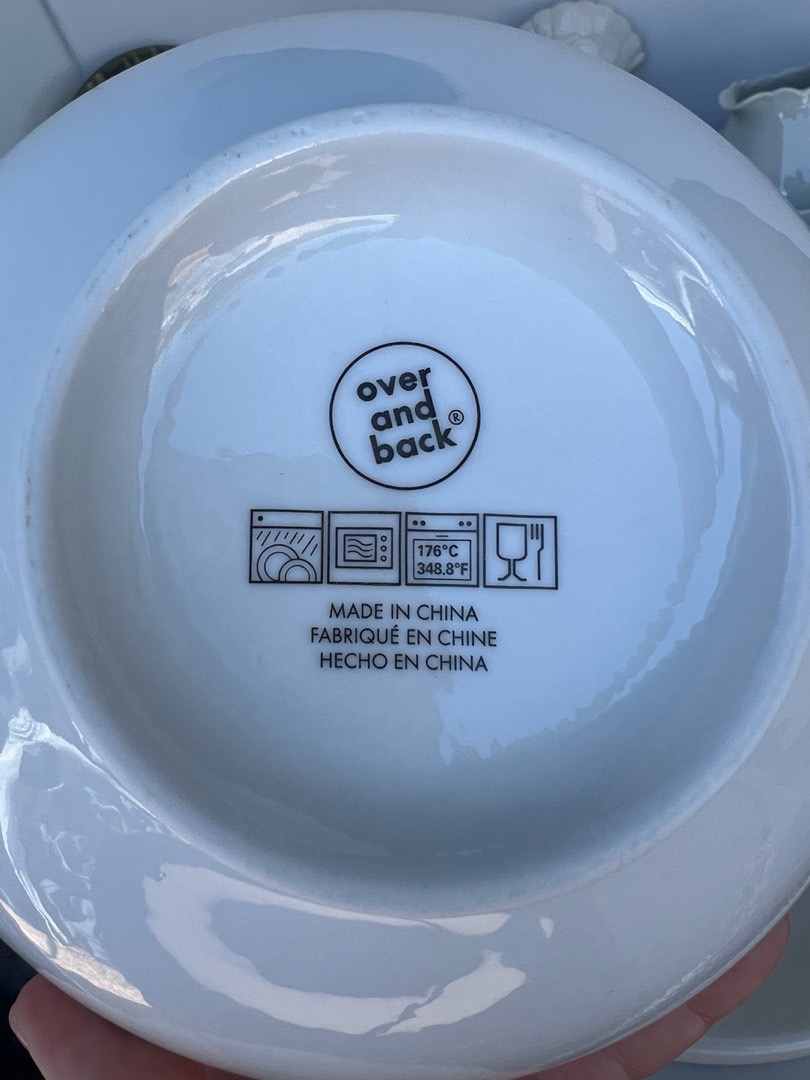 over
and
back®
176°C
348.8°F
MADE IN CHINA
FABRIQUÉ EN CHINE
HECHO EN CHINA